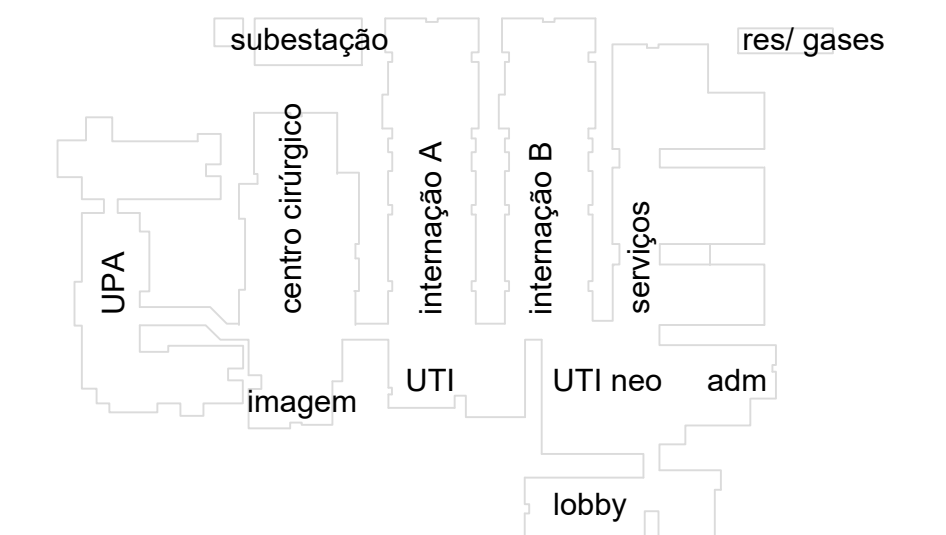 subestação
res/ gases
centro cirúrgico
internação A
internação B
serviços
UPA
imagem
UTI
UTI neo
adm
lobby